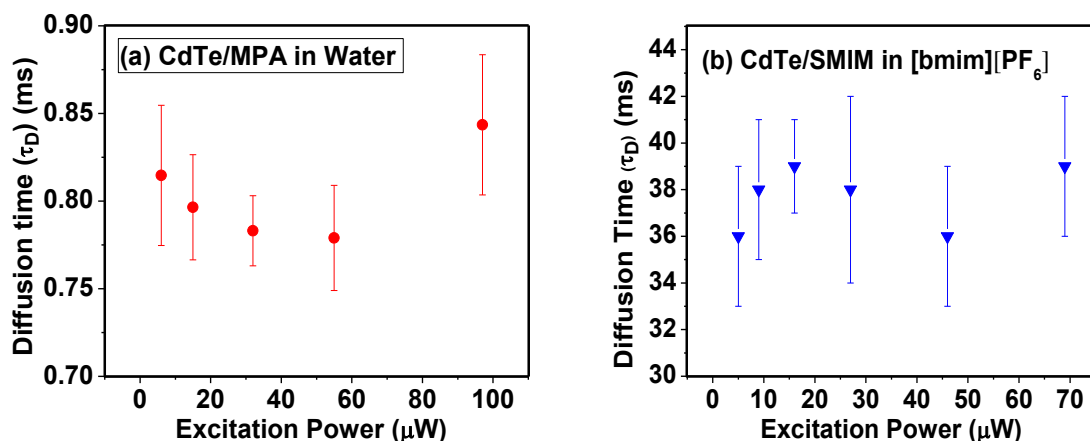 (a) CdTe/MPA in Water
Diffusion time (τD) (ms)
0.90
0.85
0.80
0.75
0.70
0 20 40 60 80 100
Excitation Power (μW)
(b) CdTe/SMIM in [bmim][PF6]
Diffusion Time (τD) (ms)
44
42
40
38
36
34
32
30
0 10 20 30 40 50 60 70
Excitation Power (μW)